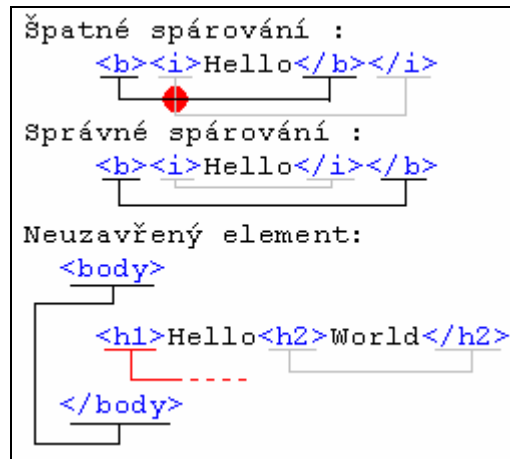 Špatné spárování :
<b><i>Hello</b></i>
Správné spárování :
<b><i>Hello</i></b>
Neuzavřený element:
<body>
<h1>Hello<h2>World</h2>
</body>